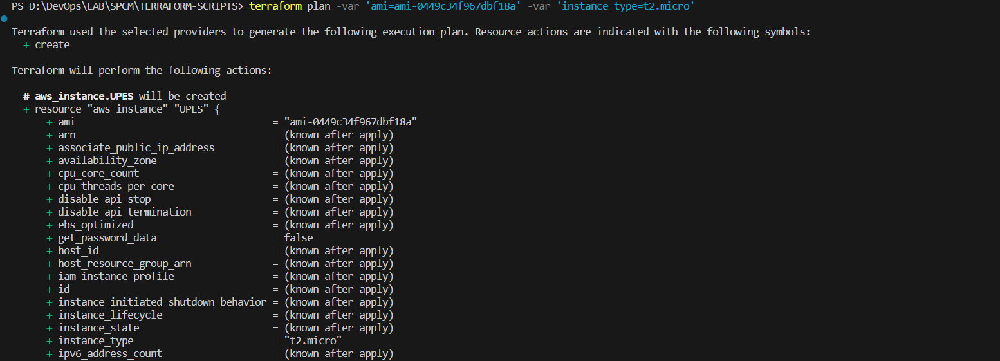 PS D:\DevOps\LAB\SPCM\TERRAFORM-SCRIPTS> terraform plan -var 'ami=ami-0449c34f967dbf18a' -var 'instance_type=t2.micro'
Terraform used the selected providers to generate the following execution plan. Resource actions are indicated with the following symbols:
  + create
Terraform will perform the following actions:
  # aws_instance.UPES will be created
  + resource "aws_instance" "UPES" {
      + ami                                  = "ami-0449c34f967dbf18a"
      + arn                                  = (known after apply)
      + associate_public_ip_address          = (known after apply)
      + availability_zone                    = (known after apply)
      + cpu_core_count                       = (known after apply)
      + cpu_threads_per_core                 = (known after apply)
      + disable_api_stop                     = (known after apply)
      + disable_api_termination              = (known after apply)
      + ebs_optimized                        = (known after apply)
      + get_password_data                    = false
      + host_id                              = (known after apply)
      + host_resource_group_arn              = (known after apply)
      + iam_instance_profile                 = (known after apply)
      + id                                   = (known after apply)
      + instance_initiated_shutdown_behavior = (known after apply)
      + instance_lifecycle                   = (known after apply)
      + instance_state                       = (known after apply)
      + instance_type                        = "t2.micro"
      + ipv6_address_count                   = (known after apply)